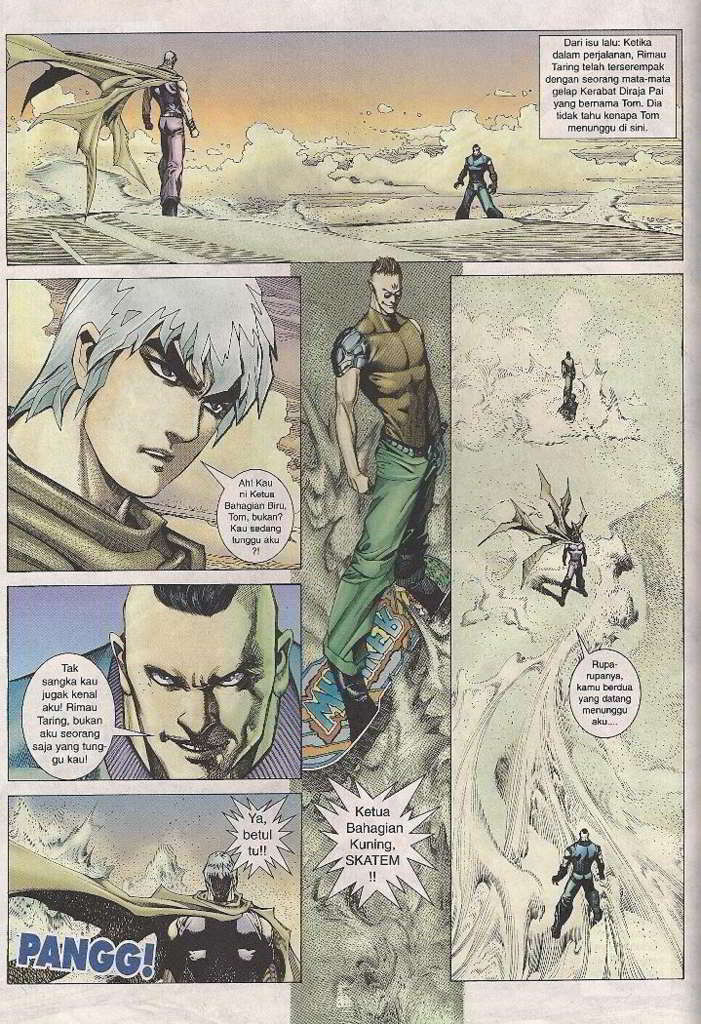 Dari isu lalu: Ketika
dalam perjalanan, Rimau
Taring telah terserempak
dengan seorang mata-mata
gelap Kerabat Diraja Pai
yang bernama Tom. Dia
tidak tahu kenapa Tom
menunggu di sini.
Ah! Kau
ni Ketua
Bahagian Biru,
Tom, bukan?
Kau sedang
tunggu aku
?!
Tak
sangka kau
jugak kenal
aku! Rimau
Taring, bukan
aku seorang
saja yang tung-
gu kau!
Ya,
betul
tu!!
PANGG!
Ketua
Bahagian
Kuning,
SKATEM
!!
Rupa-
rupanya,
kamu berdua
yang datang
menunggu
aku....